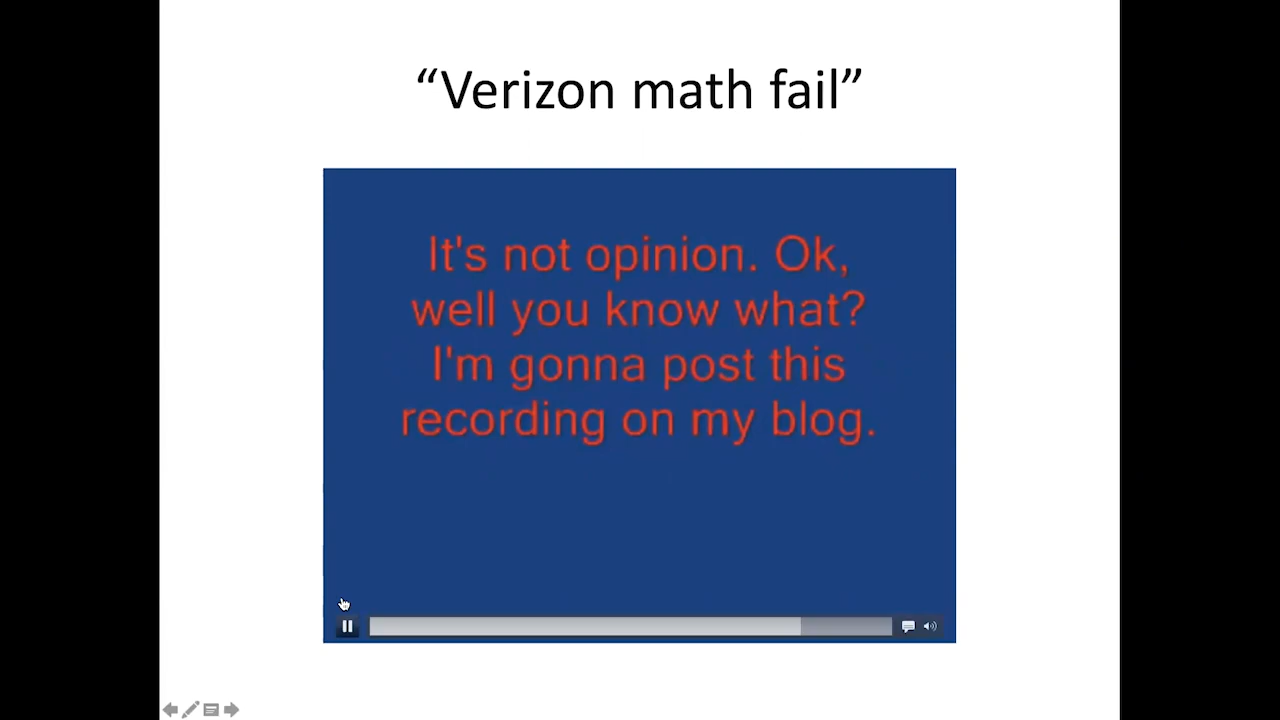 “Verizon math fail”
It's not opinion. Ok,
well you know what?
I'm gonna post this
recording on my blog.